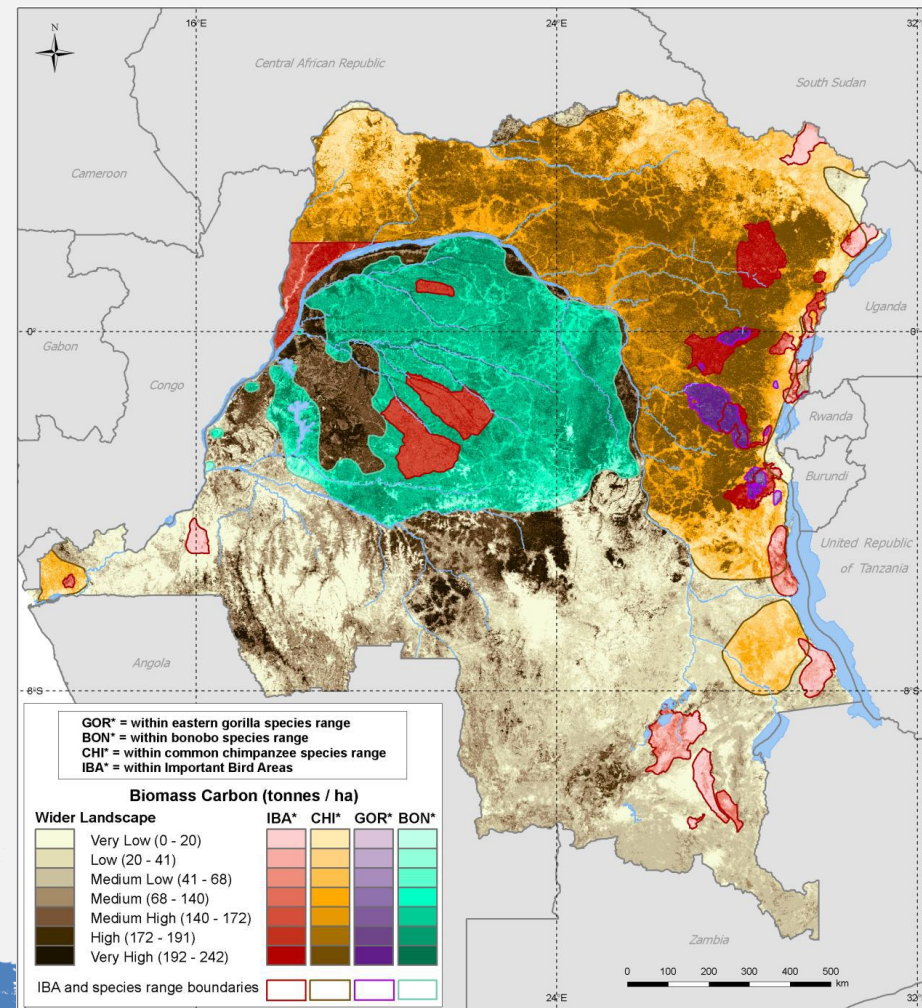 16°E
24°E
32°
N
Central African Republic
South Sudan
Cameroon
Uganda
0°
0°
Gabon
Congo
Rwanda
Burundi
United Republic
of Tanzania
Angola
8°S
8°S
GOR* = within eastern gorilla species range
BON* = within bonobo species range
CHI* = within common chimpanzee species range
IBA* = within Important Bird Areas
Biomass Carbon (tonnes / ha)
Wider Landscape IBA* CHI* GOR* BON*
Very Low (0 - 20)
Low (20 - 41)
Medium Low (41 - 68)
Medium (68 - 140)
Medium High (140 - 172)
High (172 - 191)
Very High (192 - 242)
IBA and species range boundaries
Zambia
0 100 200 300 400 500
km
24°E
32°